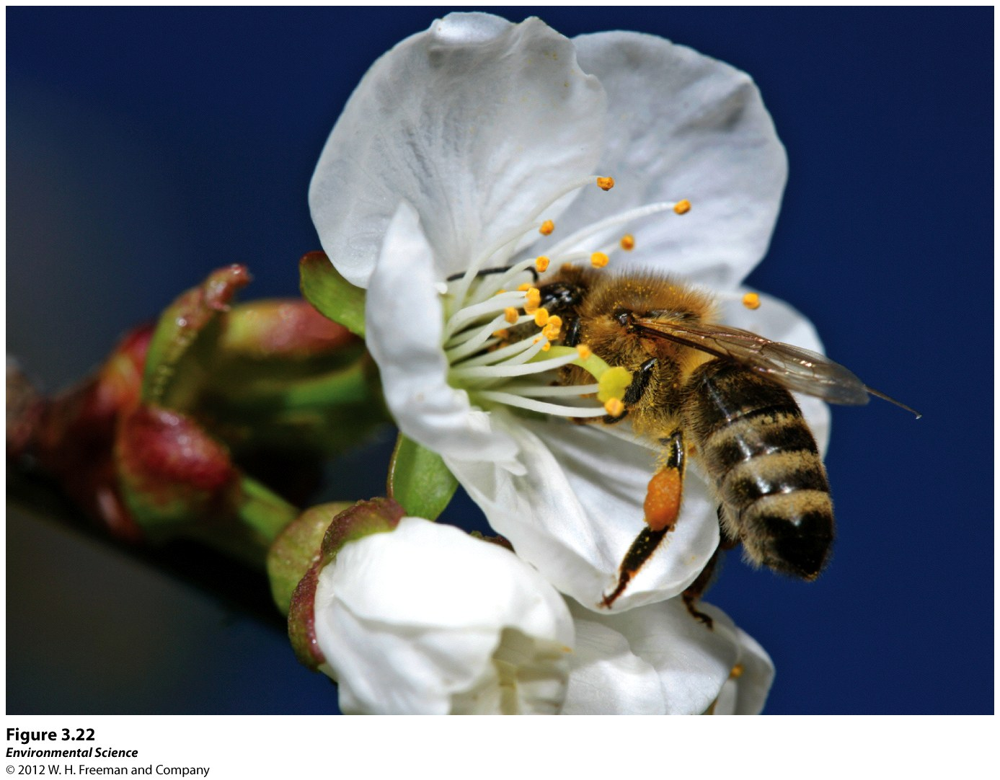 Figure 3.22
Environmental Science
© 2012 W. H. Freeman and Company